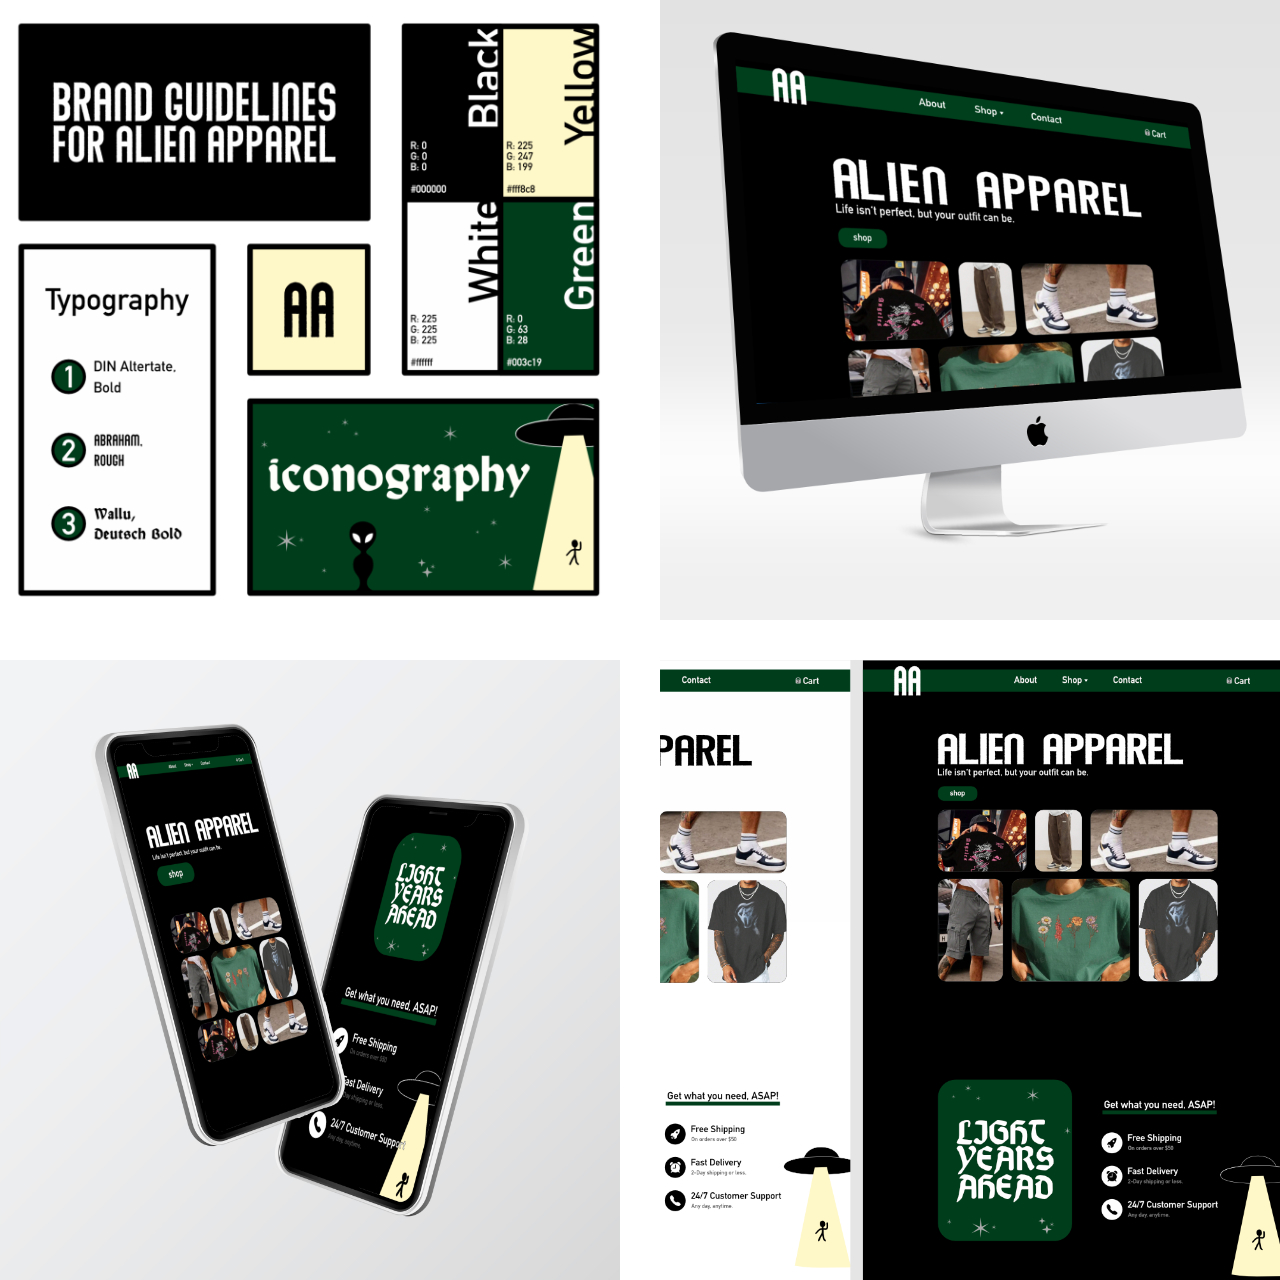 BRAND GUIDELINES
FOR ALIEN APPAREL
Black
R: 0
G: 0
B: 0
#000000
Yellow
R: 225
G: 247
B: 199
#fff8c8
White
R: 225
G: 225
B: 225
#ffffff
Green
R: 0
G: 63
B: 28
#003c19
Typography
1 DIN Altertate,
Bold
2 ABRAHAM,
ROUGH
3 Wallu,
Deutsch Bold
AA
iconography
AA
About
Shop
Contact
Cart
ALIEN APPAREL
Life isn't perfect, but your outfit can be.
shop
Angeles
AA
About
Shop
Contact
Cart
ALIEN APPAREL
Life isn't perfect, but your outfit can be.
shop
LIGHT
YEARS
AHEAD
Get what you need, ASAP!
Free Shipping
On orders over $50
Fast Delivery
Day shipping or less.
24/7 Customer Support
Any day, anytime.
Contact
Cart
PAREL
Get what you need, ASAP!
Free Shipping
On orders over $50
Fast Delivery
2-Day shipping or less.
24/7 Customer Support
Any day, anytime.
AA
About
Shop
Contact
Cart
ALIEN APPAREL
Life isn't perfect, but your outfit can be.
shop
Angeles
LIGHT
YEARS
AHEAD
Get what you need, ASAP!
Free Shipping
On orders over $50
Fast Delivery
2-Day shipping or less.
24/7 Customer Support
Any day, anytime.